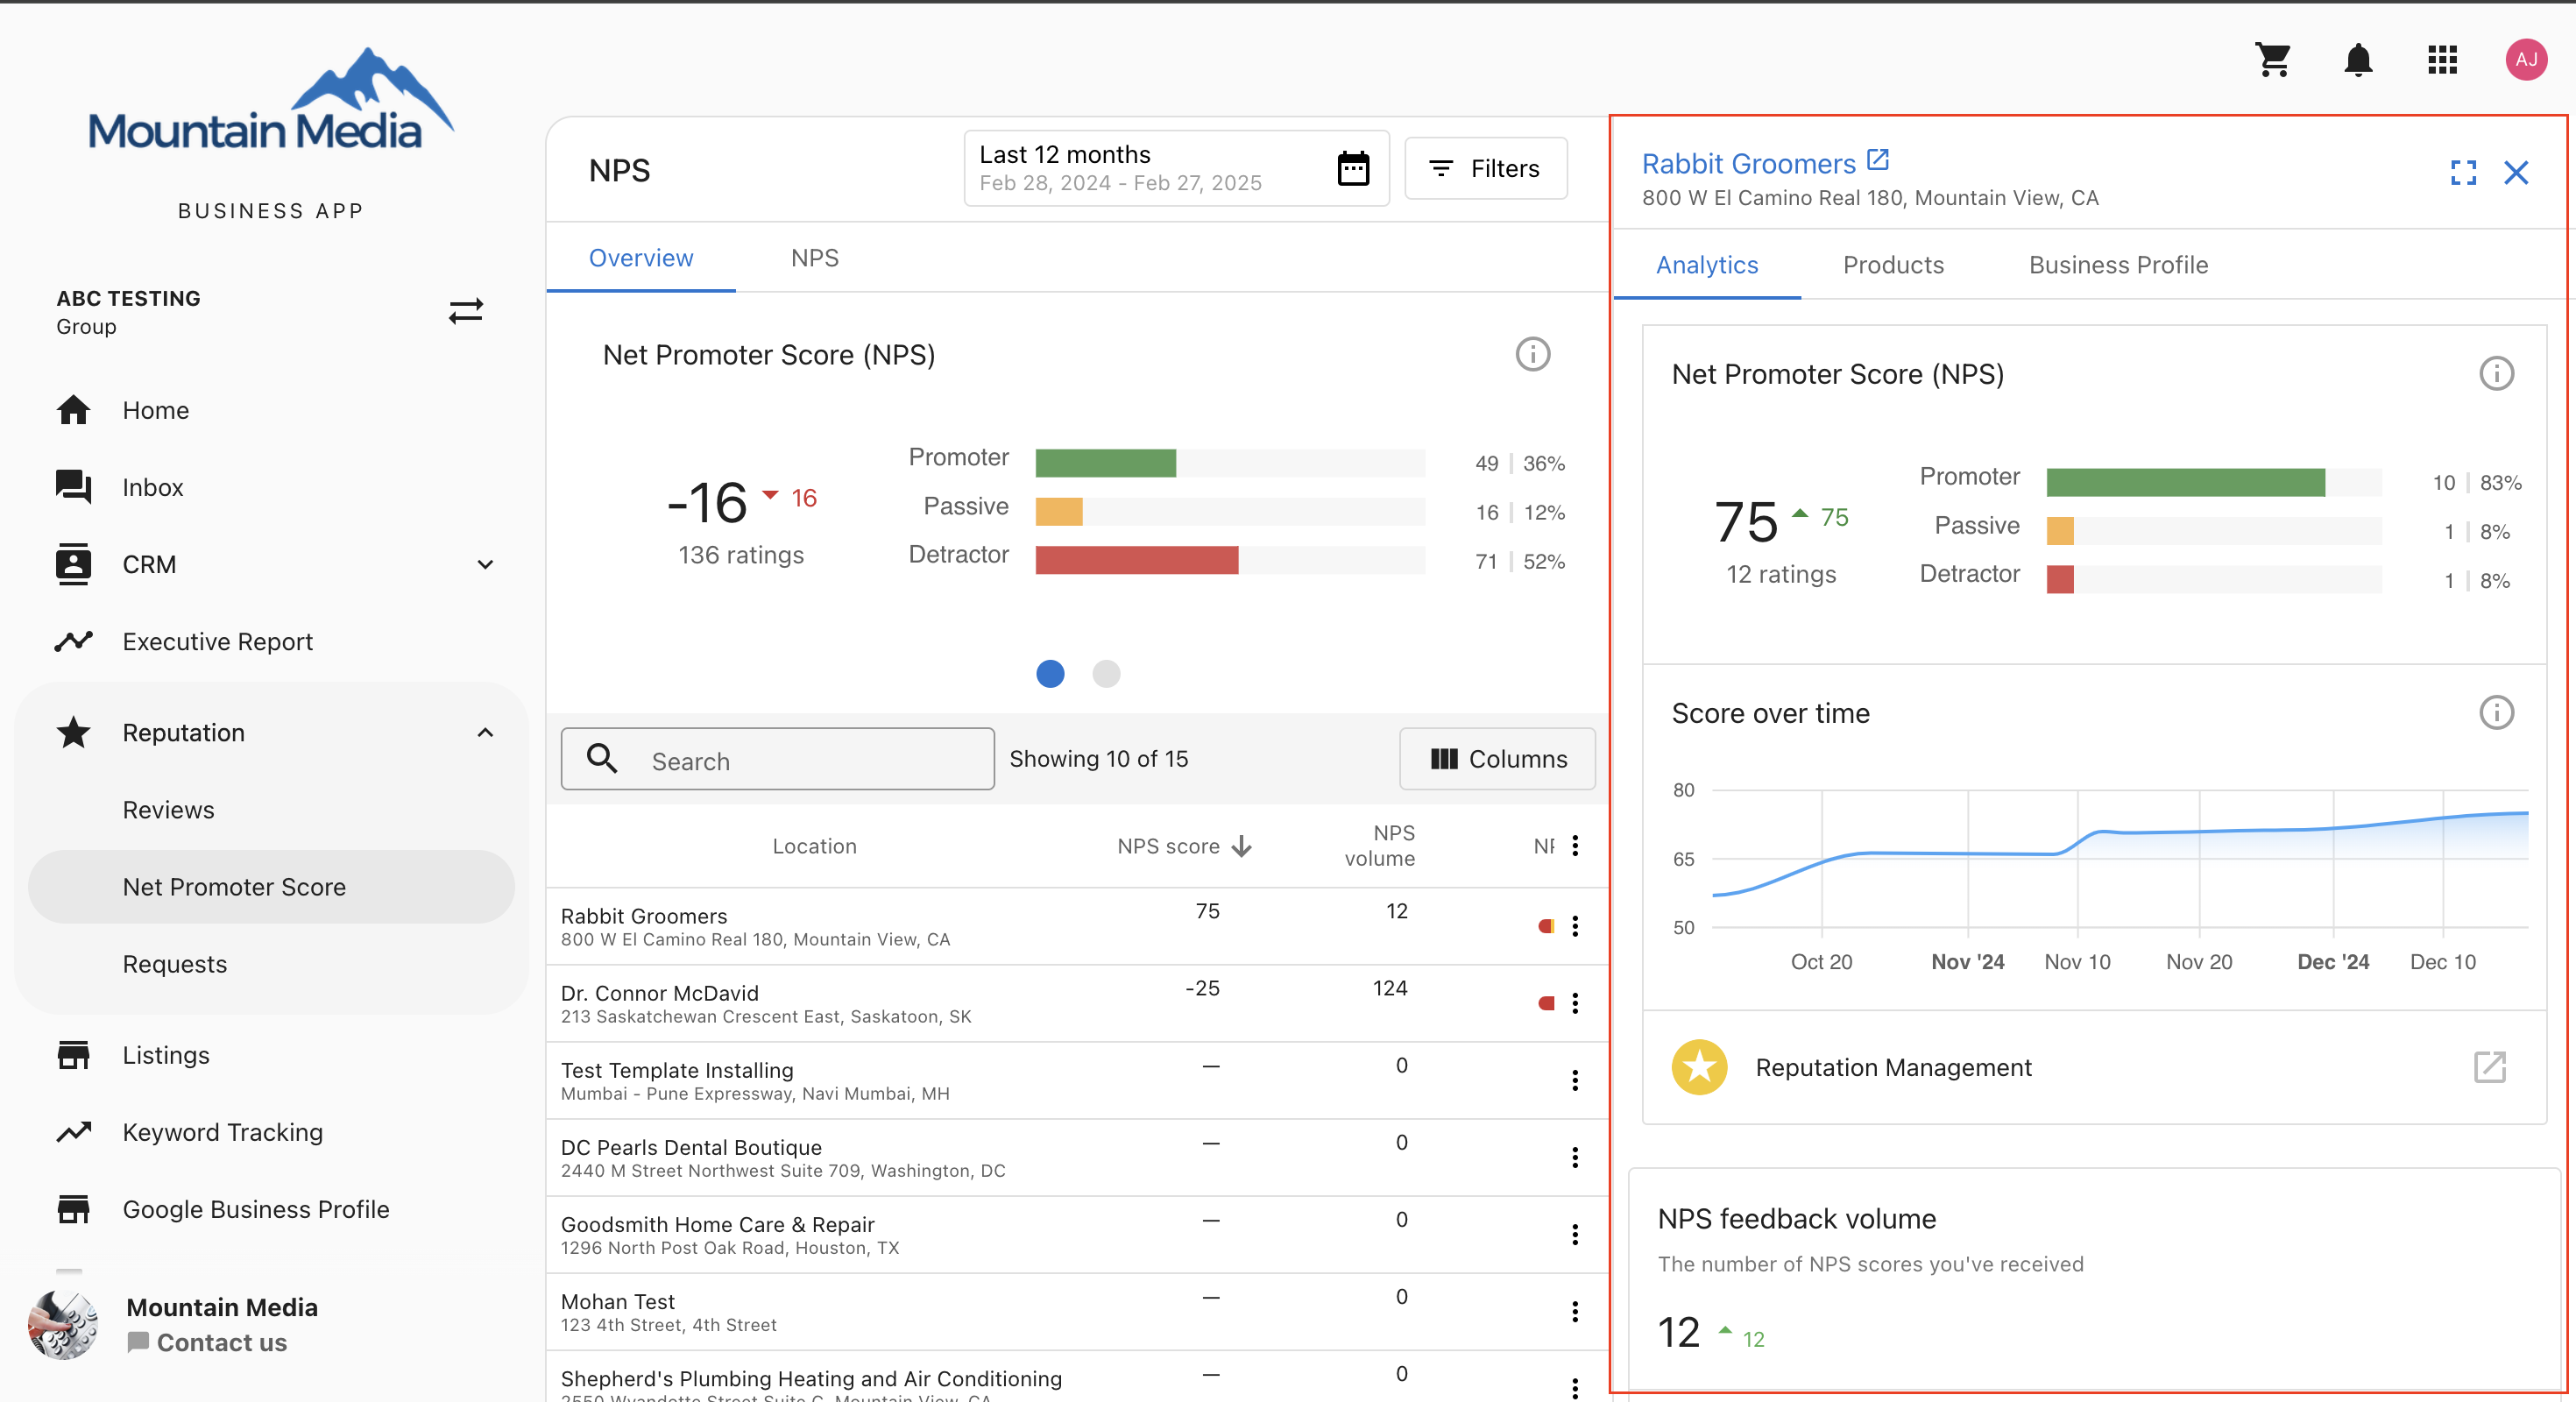 Mountain Media
BUSINESS APP
ABC TESTING
Group
Home
Inbox
CRM
Executive Report
Reputation
Reviews
Net Promoter Score
Requests
Listings
Keyword Tracking
Google Business Profile
Mountain Media
Contact us
AJ
NPS
Last 12 months
Feb 28, 2024 - Feb 27, 2025
Filters
Overview
NPS
Net Promoter Score (NPS)
-16 16
136 ratings
Promoter 49 36%
Passive 16 12%
Detractor 71 52%
Search
Showing 10 of 15
Columns
Location
NPS score
NPS volume
Rabbit Groomers 75 12
800 W El Camino Real 180, Mountain View, CA
Dr. Connor McDavid -25 124
213 Saskatchewan Crescent East, Saskatoon, SK
Test Template Installing — 0
Mumbai - Pune Expressway, Navi Mumbai, MH
DC Pearls Dental Boutique — 0
2440 M Street Northwest Suite 709, Washington, DC
Goodsmith Home Care & Repair — 0
1296 North Post Oak Road, Houston, TX
Mohan Test — 0
123 4th Street, 4th Street
Shepherd's Plumbing Heating and Air Conditioning — 0
2550 Wyandotte Street Suite C, Mountain View, CA
Rabbit Groomers
800 W El Camino Real 180, Mountain View, CA
Analytics
Products
Business Profile
Net Promoter Score (NPS)
75 75
12 ratings
Promoter 10 83%
Passive 1 8%
Detractor 1 8%
Score over time
80
65
50
Oct 20 Nov '24 Nov 10 Nov 20 Dec '24 Dec 10
Reputation Management
NPS feedback volume
The number of NPS scores you've received
12 12